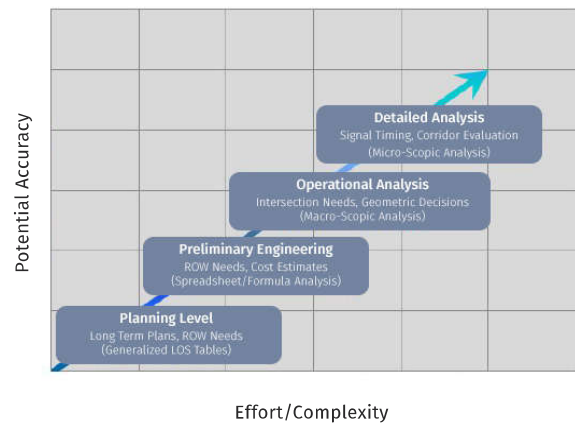 Potential Accuracy
Detailed Analysis
Signal Timing, Corridor Evaluation
(Micro-Scopic Analysis)
Operational Analysis
Intersection Needs, Geometric Decisions
(Macro-Scopic Analysis)
Preliminary Engineering
ROW Needs, Cost Estimates
(Spreadsheet/Formula Analysis)
Planning Level
Long Term Plans, ROW Needs
(Generalized LOS Tables)
Effort/Complexity